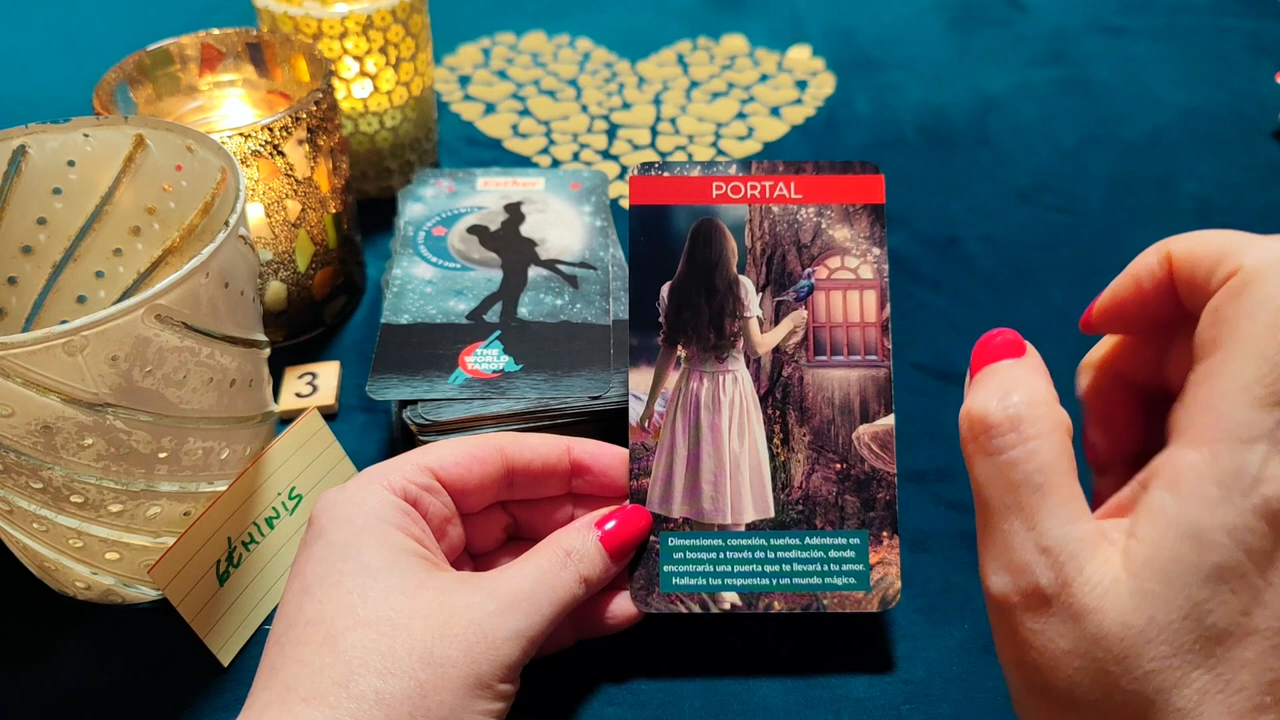 Esther
THE
WORLD
TAROT
3
GÉMINIS
PORTAL
Dimensiones, conexión, sueños. Adéntrate en
un bosque a través de la meditación, donde
encontrarás una puerta que te llevará a tu amor.
Hallarás tus respuestas y un mundo mágico.